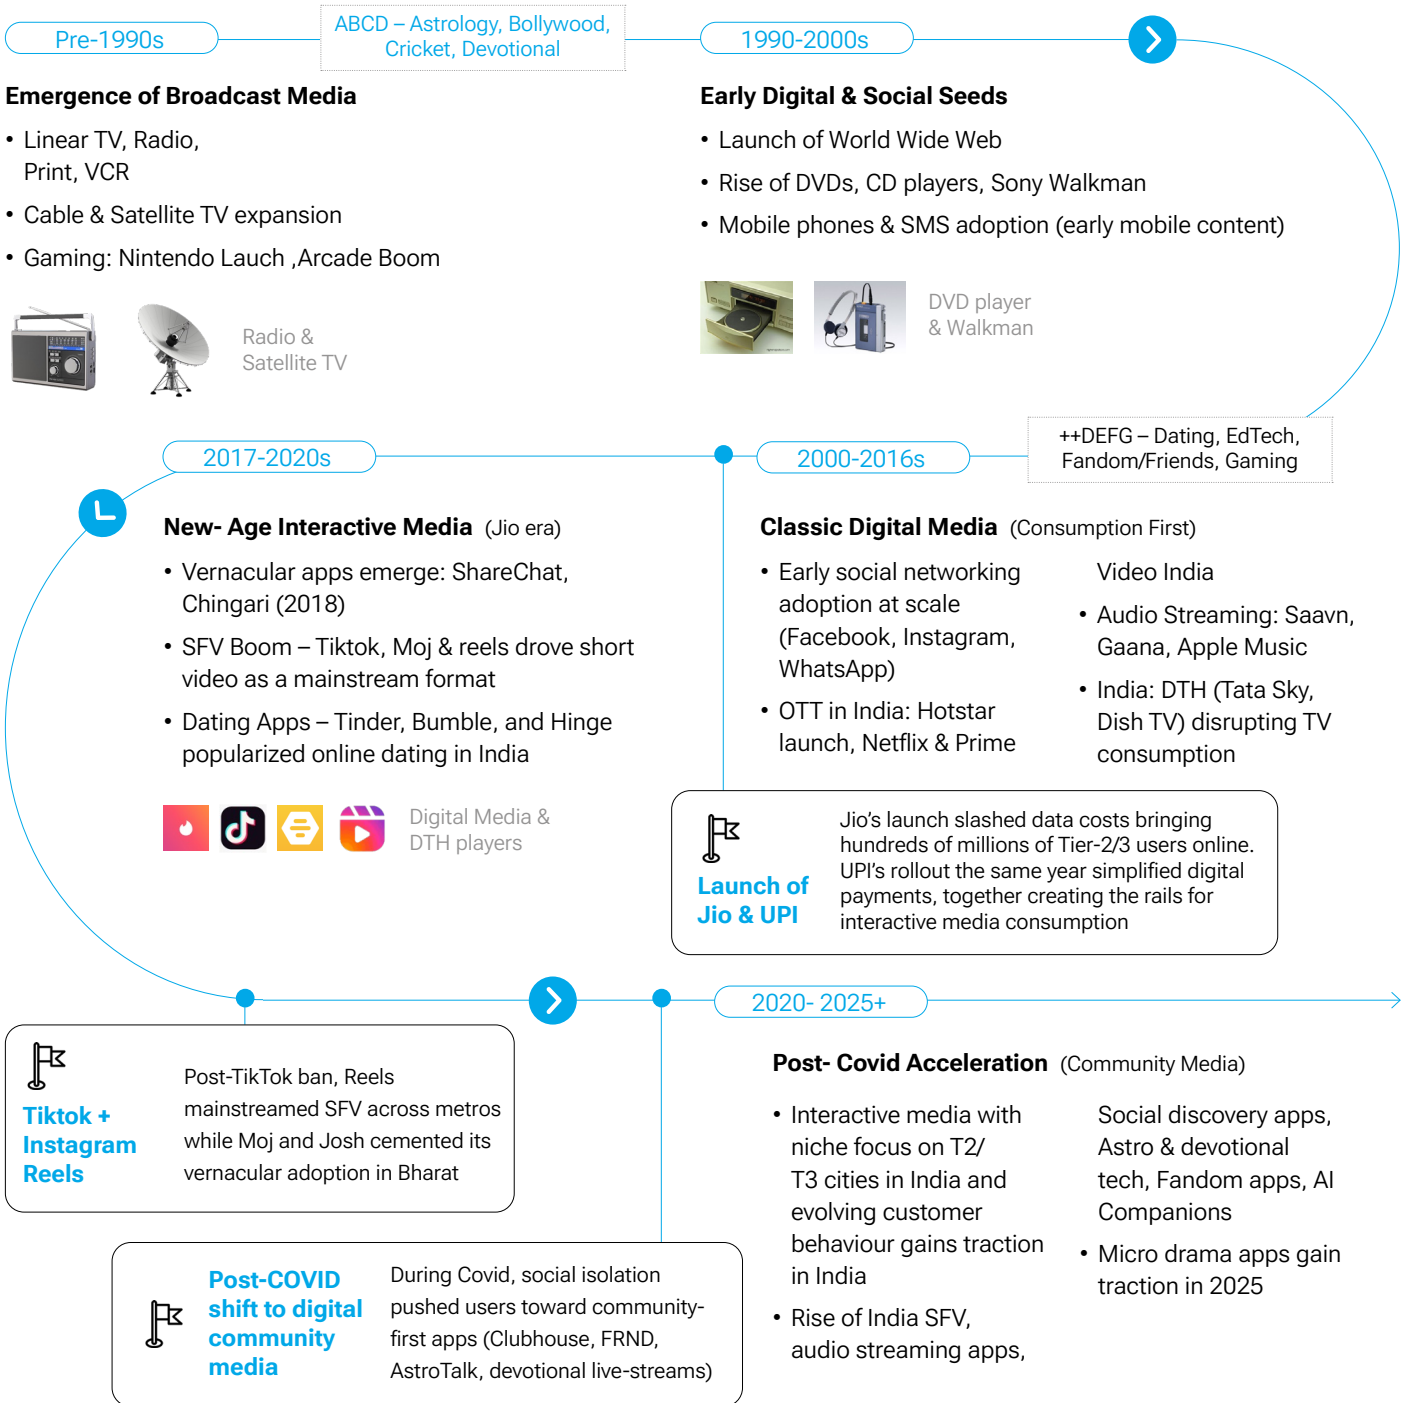 Pre-1990s
ABCD – Astrology, Bollywood,
Cricket, Devotional
1990-2000s
Emergence of Broadcast Media
• Linear TV, Radio,
Print, VCR
• Cable & Satellite TV expansion
• Gaming: Nintendo Lauch ,Arcade Boom
Radio &
Satellite TV
Early Digital & Social Seeds
• Launch of World Wide Web
• Rise of DVDs, CD players, Sony Walkman
• Mobile phones & SMS adoption (early mobile content)
DVD player
& Walkman
++DEFG – Dating, EdTech,
Fandom/Friends, Gaming
2000-2016s
Classic Digital Media (Consumption First)
• Early social networking
adoption at scale
(Facebook, Instagram,
WhatsApp)
• OTT in India: Hotstar
launch, Netflix & Prime
Video India
• Audio Streaming: Saavn,
Gaana, Apple Music
• India: DTH (Tata Sky,
Dish TV) disrupting TV
consumption
Launch of
Jio & UPI
Jio's launch slashed data costs bringing
hundreds of millions of Tier-2/3 users online.
UPI's rollout the same year simplified digital
payments, together creating the rails for
interactive media consumption
2017-2020s
New- Age Interactive Media (Jio era)
• Vernacular apps emerge: ShareChat,
Chingari (2018)
• SFV Boom – Tiktok, Moj & reels drove short
video as a mainstream format
• Dating Apps – Tinder, Bumble, and Hinge
popularized online dating in India
Digital Media &
DTH players
Tiktok +
Instagram
Reels
Post-TikTok ban, Reels
mainstreamed SFV across metros
while Moj and Josh cemented its
vernacular adoption in Bharat
Post-COVID
shift to digital
community
media
During Covid, social isolation
pushed users toward community-
first apps (Clubhouse, FRND,
AstroTalk, devotional live-streams)
2020- 2025+
Post- Covid Acceleration (Community Media)
• Interactive media with
niche focus on T2/
T3 cities in India and
evolving customer
behaviour gains traction
in India
• Rise of India SFV,
audio streaming apps,
Social discovery apps,
Astro & devotional
tech, Fandom apps, AI
Companions
• Micro drama apps gain
traction in 2025